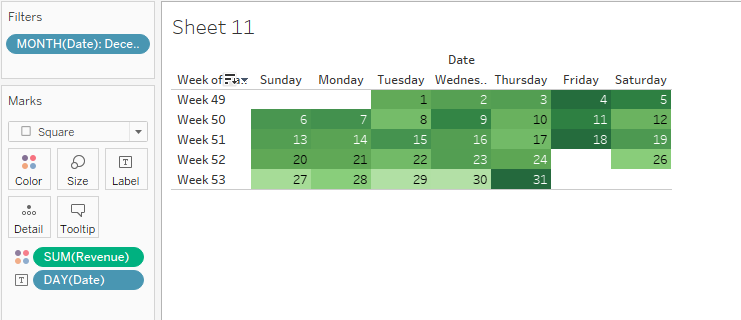 Filters
MONTH(Date): Dece..
Marks
Square
Color Size Label
Detail Tooltip
SUM(Revenue)
DAY(Date)
Sheet 11
Date
Week of Sunday Monday Tuesday Wednes.. Thursday Friday Saturday
Week 49 1 2 3 4 5
Week 50 6 7 8 9 10 11 12
Week 51 13 14 15 16 17 18 19
Week 52 20 21 22 23 24 26
Week 53 27 28 29 30 31